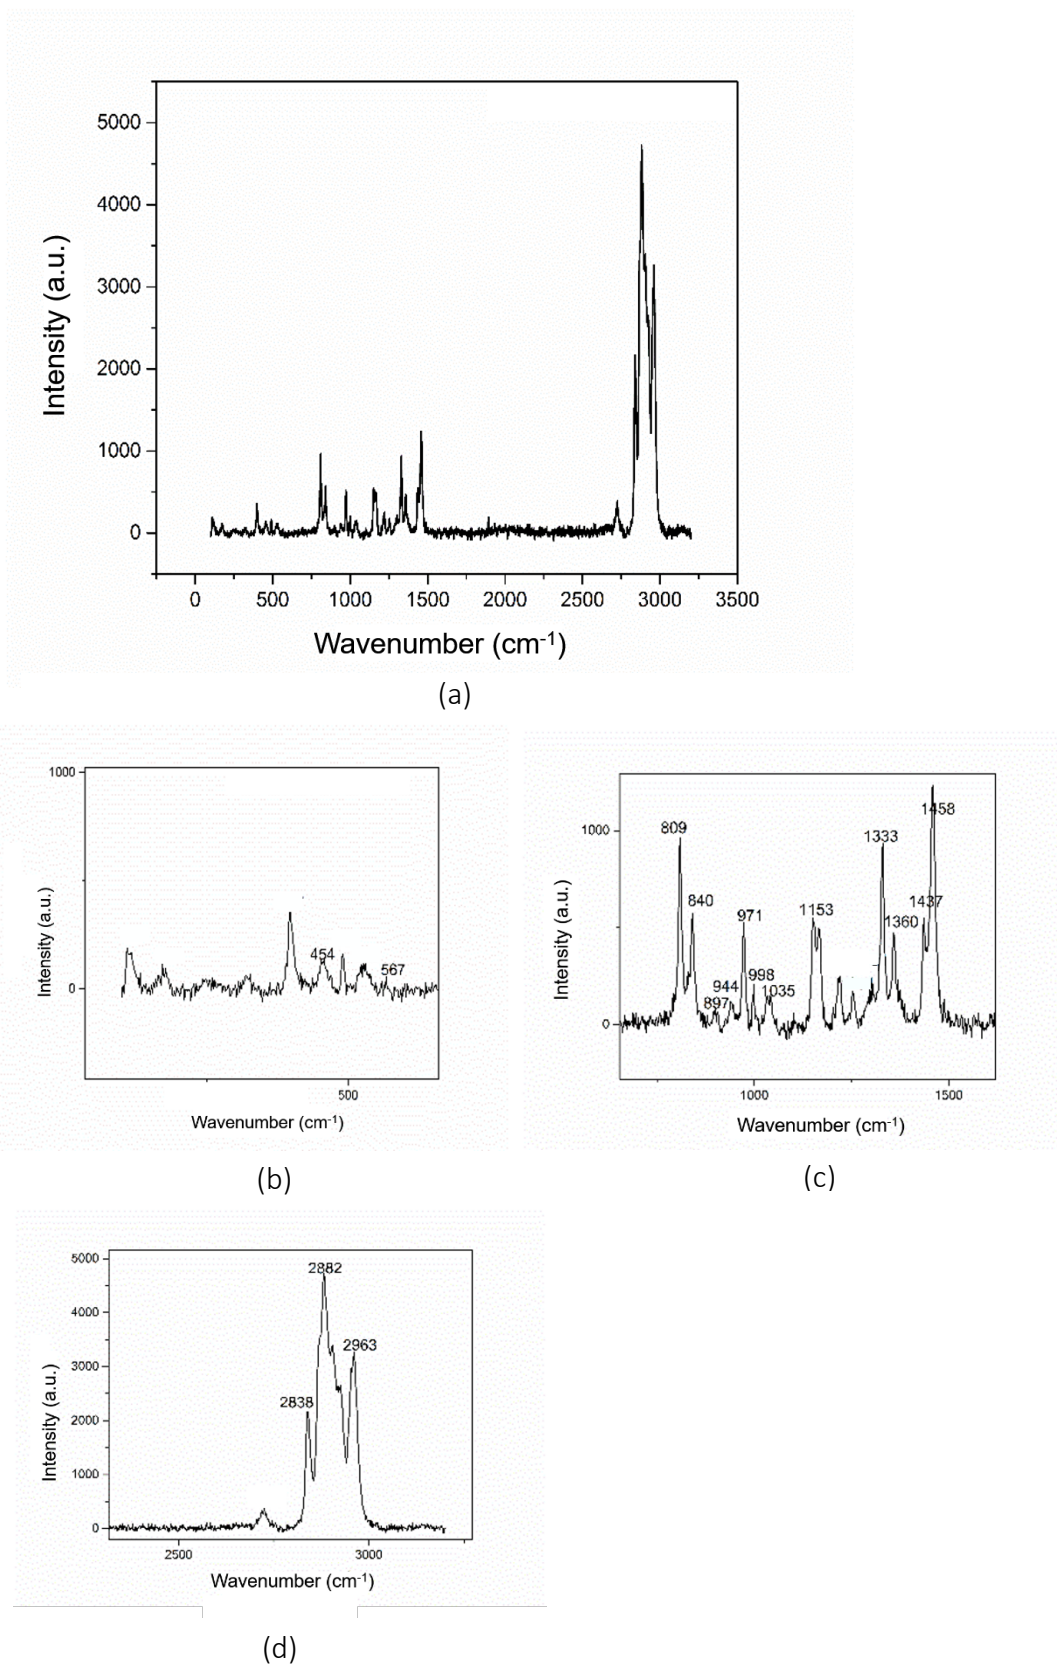 5000
4000
3000
2000
1000
0
Intensity (a.u.)
0 500 1000 1500 2000 2500 3000 3500
Wavenumber (cm-1)
(a)
1000
0
Intensity (a.u.)
454
567
500
Wavenumber (cm-1)
(b)
1000
0
Intensity (a.u.)
809
840
897
944
971
998
1035
1153
1333
1360
1437
1458
1000 1500
Wavenumber (cm-1)
(c)
5000
4000
3000
2000
1000
0
Intensity (a.u.)
2838
2882
2963
2500 3000
Wavenumber (cm-1)
(d)